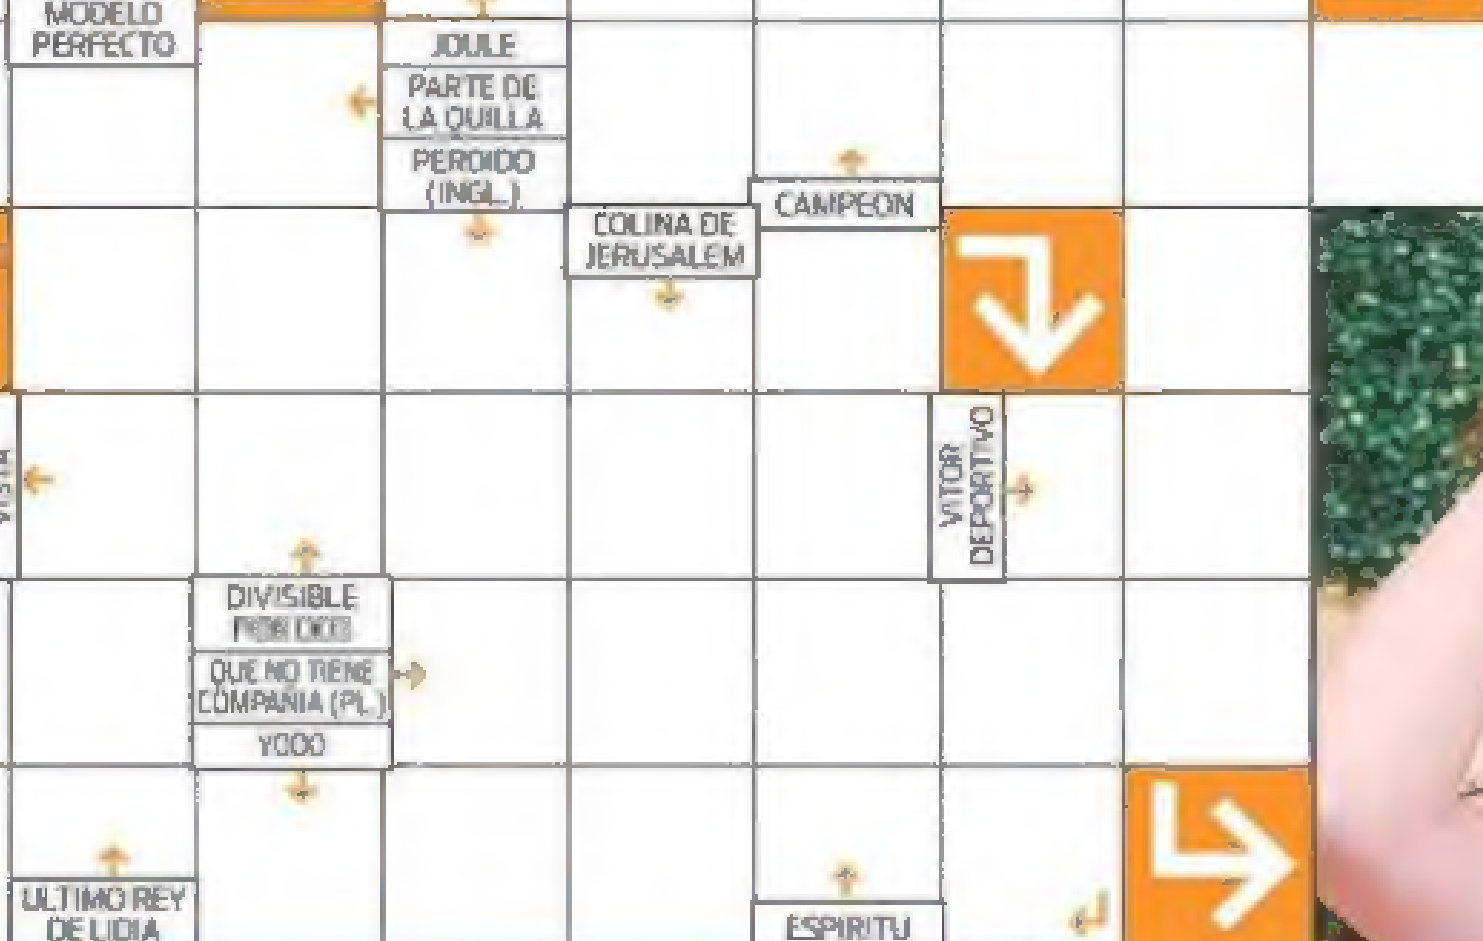 MODELO
PERFECTO
JOULE
PARTE DE
LA QUILLA
PERDIDO
(INGL.)
CAMPEON
COLINA DE
JERUSALEM
VITOR
DEPORTIVO
DIVISIBLE
QUE NO TIENE
COMPAÑIA (PL.)
YODO
ULTIMO REY
DE LIDIA
ESPIRITU